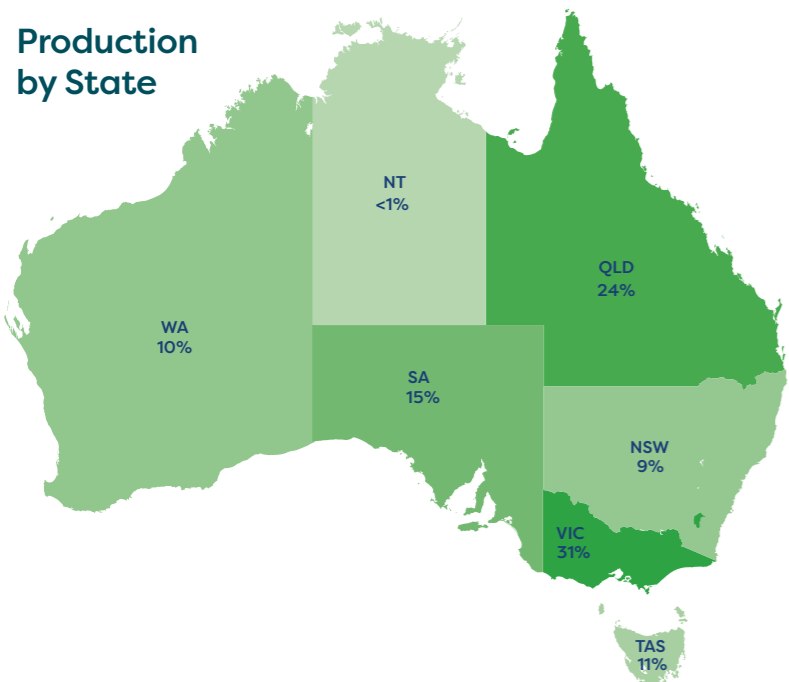 Production
by State
NT
<1%
QLD
24%
WA
10%
SA
15%
NSW
9%
VIC
31%
TAS
11%